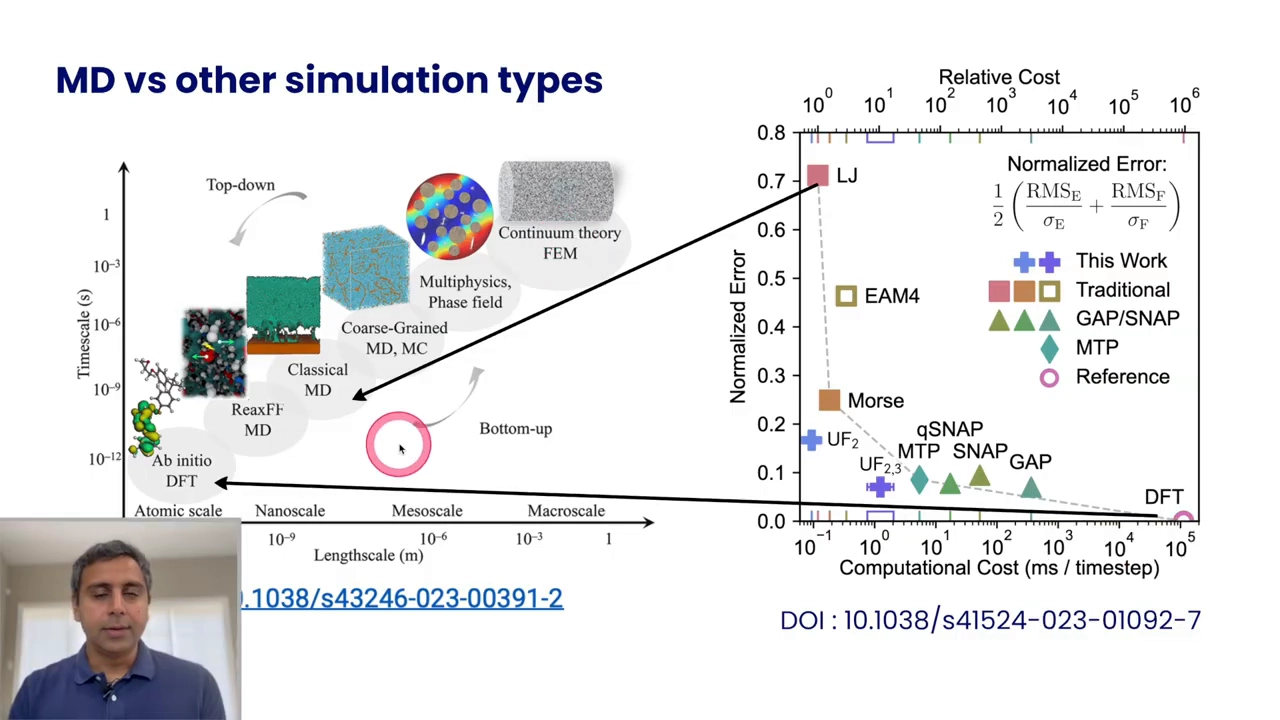 MD vs other simulation types
Top-down
Timescale (s)
1
10⁻³
10⁻⁶
10⁻⁹
10⁻¹²
Continuum theory
FEM
Multiphysics,
Phase field
Coarse-Grained
MD, MC
Classical
MD
ReaxFF
MD
Ab initio
DFT
Bottom-up
Atomic scale
Nanoscale
Mesoscale
Macroscale
10⁻⁹
10⁻⁶
10⁻³
1
Lengthscale (m)
.1038/s43246-023-00391-2
Relative Cost
10⁰ 10¹ 10² 10³ 10⁴ 10⁵ 10⁶
Normalized Error
0.8
0.7
0.6
0.5
0.4
0.3
0.2
0.1
0.0
LJ
EAM4
Morse
UF₂
UF₂,₃
MTP
qSNAP
SNAP
GAP
DFT
Normalized Error:
1/2 (RMS_E/σ_E + RMS_F/σ_F)
This Work
Traditional
GAP/SNAP
MTP
Reference
10⁻¹ 10⁰ 10¹ 10² 10³ 10⁴ 10⁵
Computational Cost (ms / timestep)
DOI : 10.1038/s41524-023-01092-7